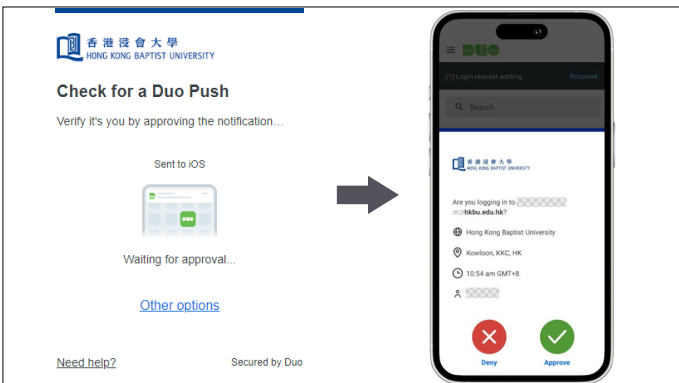 香港浸會大學
HONG KONG BAPTIST UNIVERSITY
Check for a Duo Push
Verify it's you by approving the notification...
Sent to iOS
DUO
Waiting for approval...
Other options
Need help?
Secured by Duo
DUO
(1) Login request waiting.
Respond
Search
香港浸會大學
HONG KONG BAPTIST UNIVERSITY
Are you logging in to
hkbu.edu.hk?
Hong Kong Baptist University
Kowloon, KKC, HK
10:54 am GMT+8
Deny
Approve